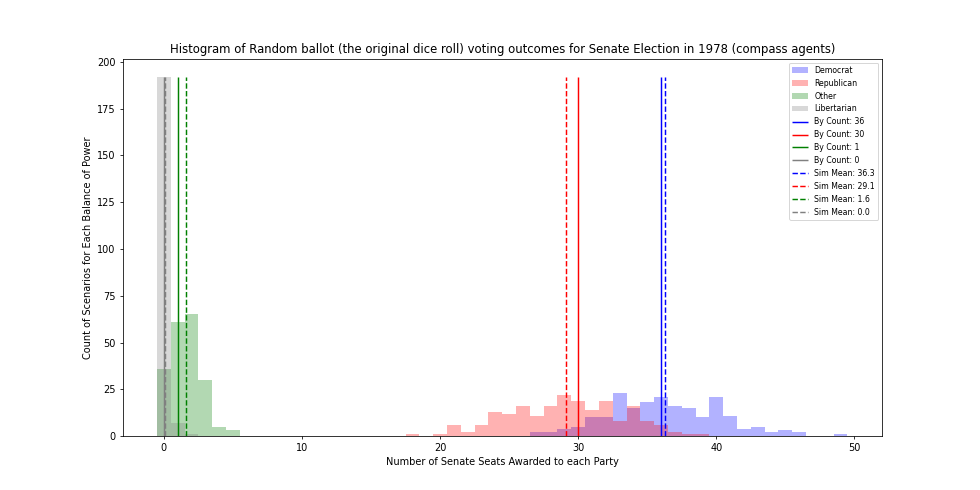 Histogram of Random ballot (the original dice roll) voting outcomes for Senate Election in 1978 (compass agents)
Count of Scenarios for Each Balance of Power
200
175
150
125
100
75
50
25
0
Democrat
Republican
Other
Libertarian
By Count: 36
By Count: 30
By Count: 1
By Count: 0
Sim Mean: 36.3
Sim Mean: 29.1
Sim Mean: 1.6
Sim Mean: 0.0
0 10 20 30 40 50
Number of Senate Seats Awarded to each Party